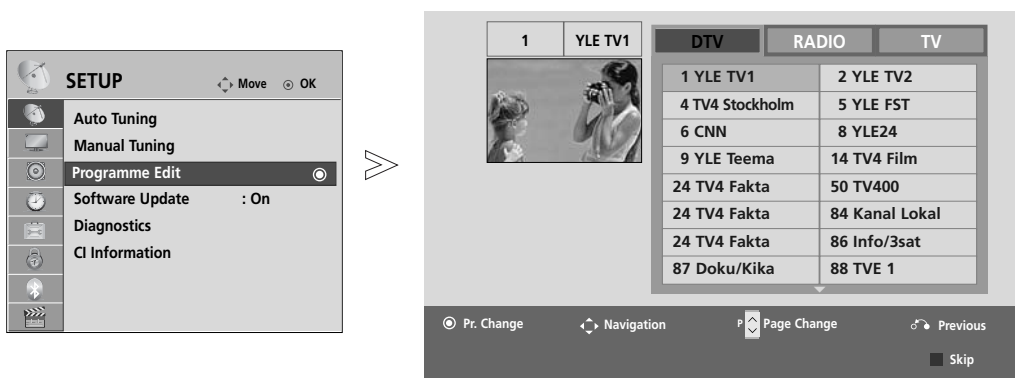 SETUP Move OK
Auto Tuning
Manual Tuning
Programme Edit
Software Update : On
Diagnostics
CI Information
1 YLE TV1
DTV RADIO TV
1 YLE TV1 2 YLE TV2
4 TV4 Stockholm 5 YLE FST
6 CNN 8 YLE24
9 YLE Teema 14 TV4 Film
24 TV4 Fakta 50 TV400
24 TV4 Fakta 84 Kanal Lokal
24 TV4 Fakta 86 Info/3sat
87 Doku/Kika 88 TVE 1
Pr. Change Navigation P Page Change Previous
Skip